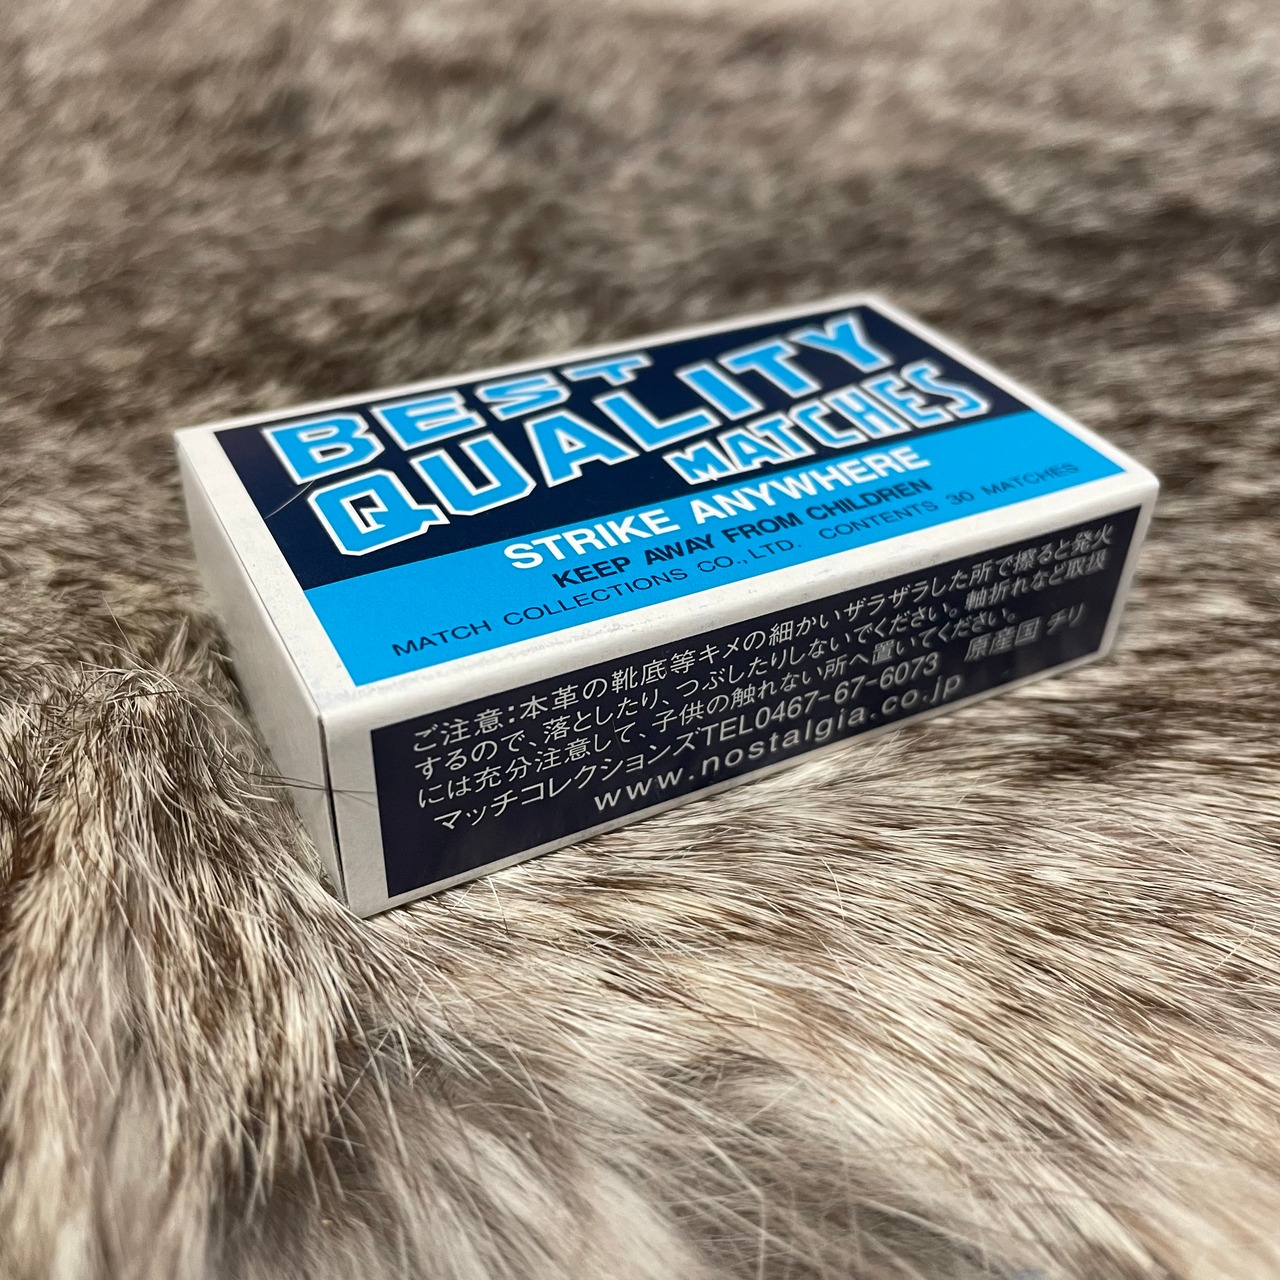 BEST
QUALITY
MATCHES
STRIKE ANYWHERE
KEEP AWAY FROM CHILDREN
MATCH COLLECTIONS CO.,LTD. CONTENTS 30 MATCHES
ご注意：本革の靴底等キメの細かいザラザラした所で擦ると発火
するので、落としたり、つぶしたりしないでください。軸折れなど取扱
には充分注意して、子供の触れない所へ置いてください。
マッチコレクションズTEL0467-67-6073 原産国 チリ
www.nostalgia.co.jp